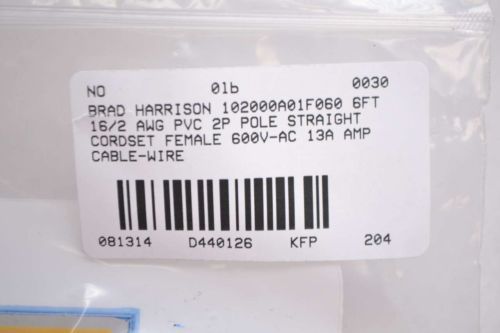 NO 01b 0030
BRAD HARRISON 102000A01F060 6FT
16/2 AWG PVC 2P POLE STRAIGHT
CORDSET FEMALE 600V-AC 13A AMP
CABLE-WIRE
081314 D440126 KFP 204